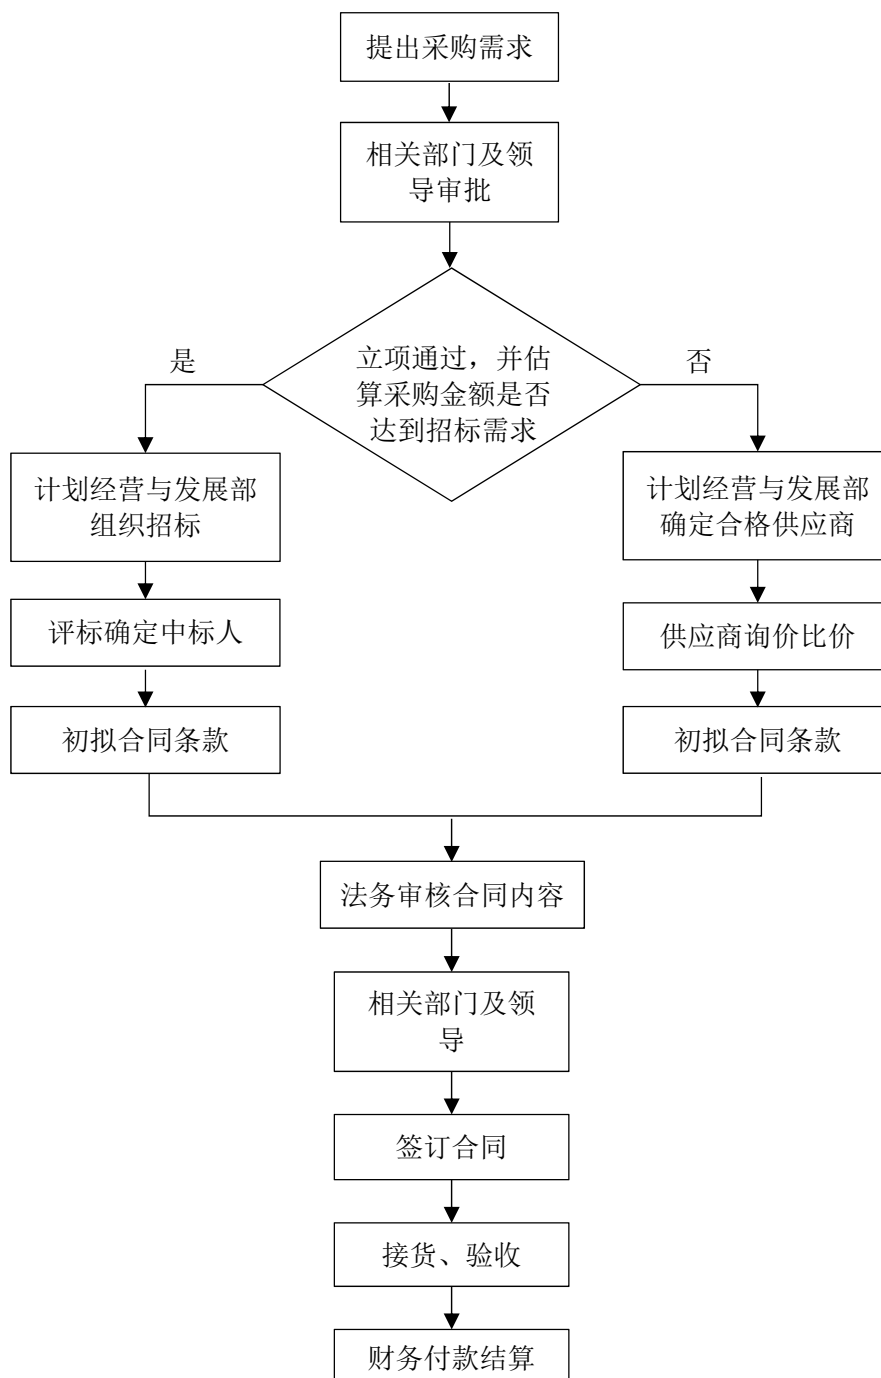 提出采购需求
相关部门及领
导审批
立项通过，并估
算采购金额是否
达到招标需求
是
否
计划经营与发展部
组织招标
计划经营与发展部
确定合格供应商
评标确定中标人
供应商询价比价
初拟合同条款
初拟合同条款
法务审核合同内容
相关部门及领
导
签订合同
接货、验收
财务付款结算